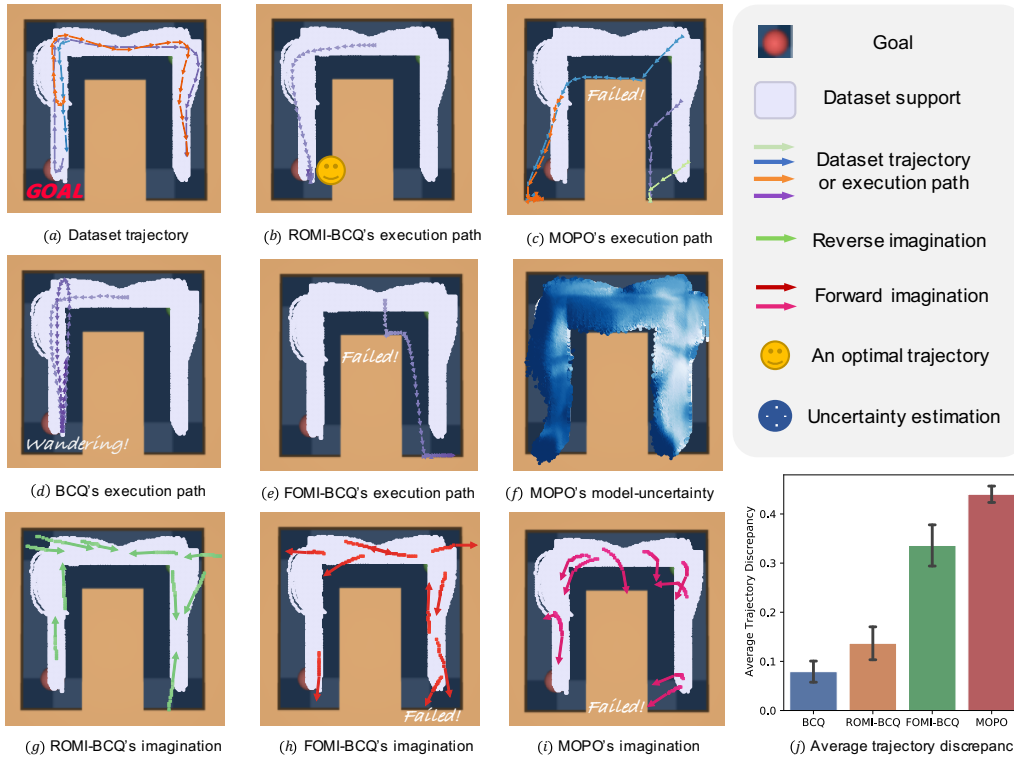 GOAL
(a) Dataset trajectory
(b) ROMI-BCQ's execution path
Failed!
(c) MOPO's execution path
Goal
Dataset support
Dataset trajectory
or execution path
Reverse imagination
Forward imagination
An optimal trajectory
Uncertainty estimation
Wandering!
(d) BCQ's execution path
Failed!
(e) FOMI-BCQ's execution path
(f) MOPO's model-uncertainty
(g) ROMI-BCQ's imagination
Failed!
(h) FOMI-BCQ's imagination
Failed!
(i) MOPO's imagination
Average Trajectory Discrepancy
0.4
0.3
0.2
0.1
0.0
BCQ
ROMI-BCQ
FOMI-BCQ
MOPO
(j) Average trajectory discrepanc